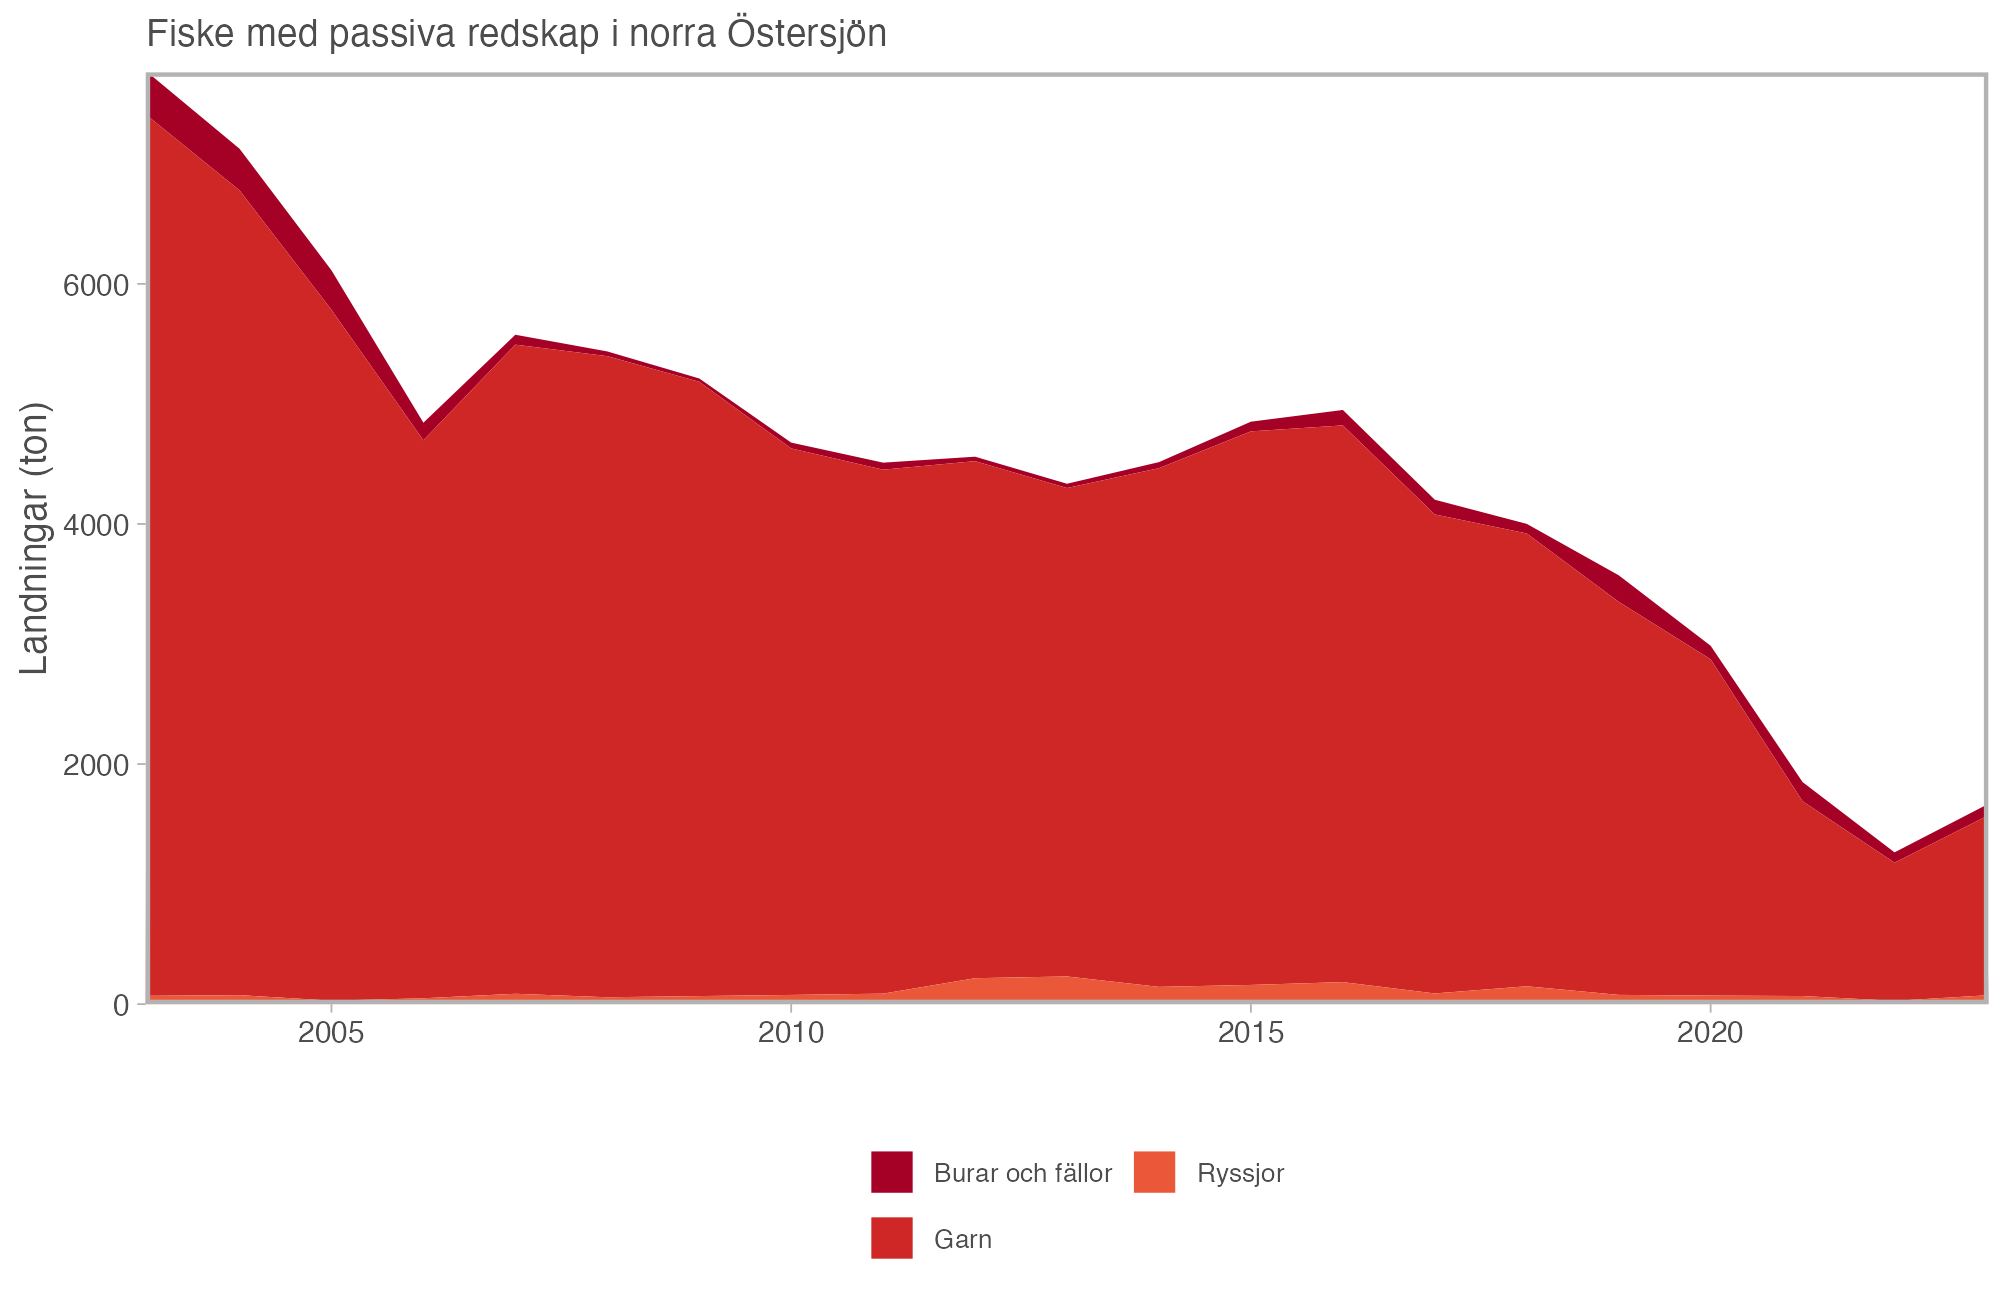 Fiske med passiva redskap i norra Östersjön
Landningar (ton)
6000
4000
2000
0
2005
2010
2015
2020
Burar och fällor
Ryssjor
Garn